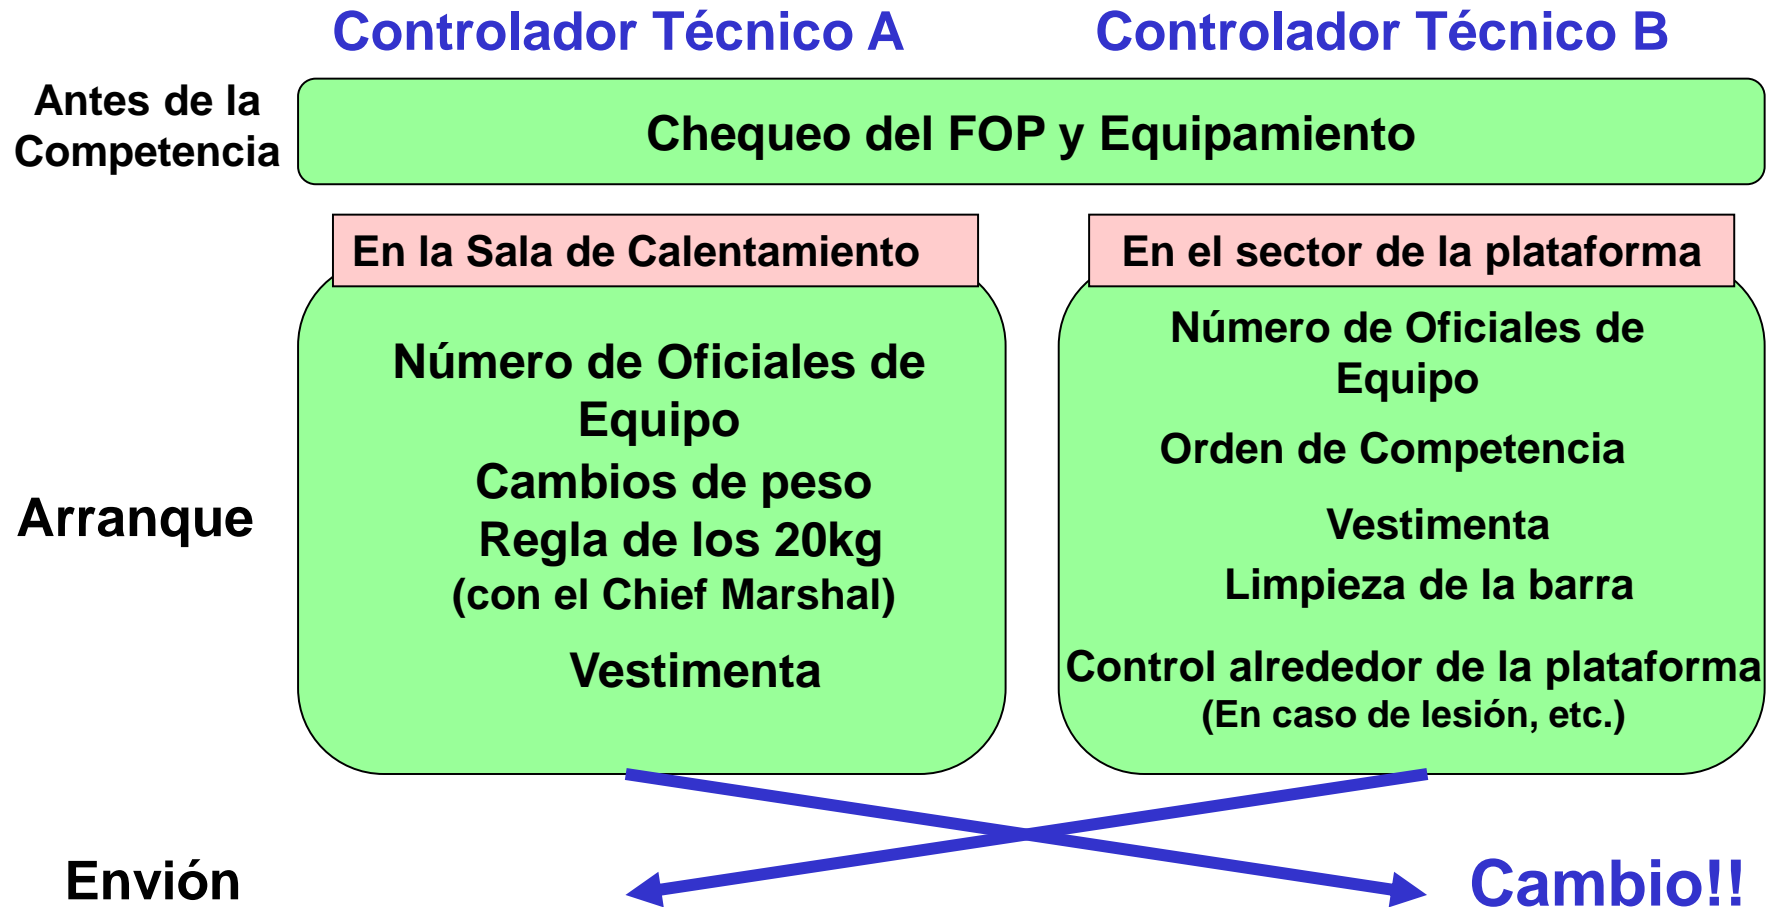 Controlador Técnico A
Controlador Técnico B
Antes de la
Competencia
Chequeo del FOP y Equipamiento
En la Sala de Calentamiento
Número de Oficiales de
Equipo
Cambios de peso
Regla de los 20kg
(con el Chief Marshal)
Vestimenta
En el sector de la plataforma
Número de Oficiales de
Equipo
Orden de Competencia
Vestimenta
Limpieza de la barra
Control alrededor de la plataforma
(En caso de lesión, etc.)
Arranque
Envión
Cambio!!